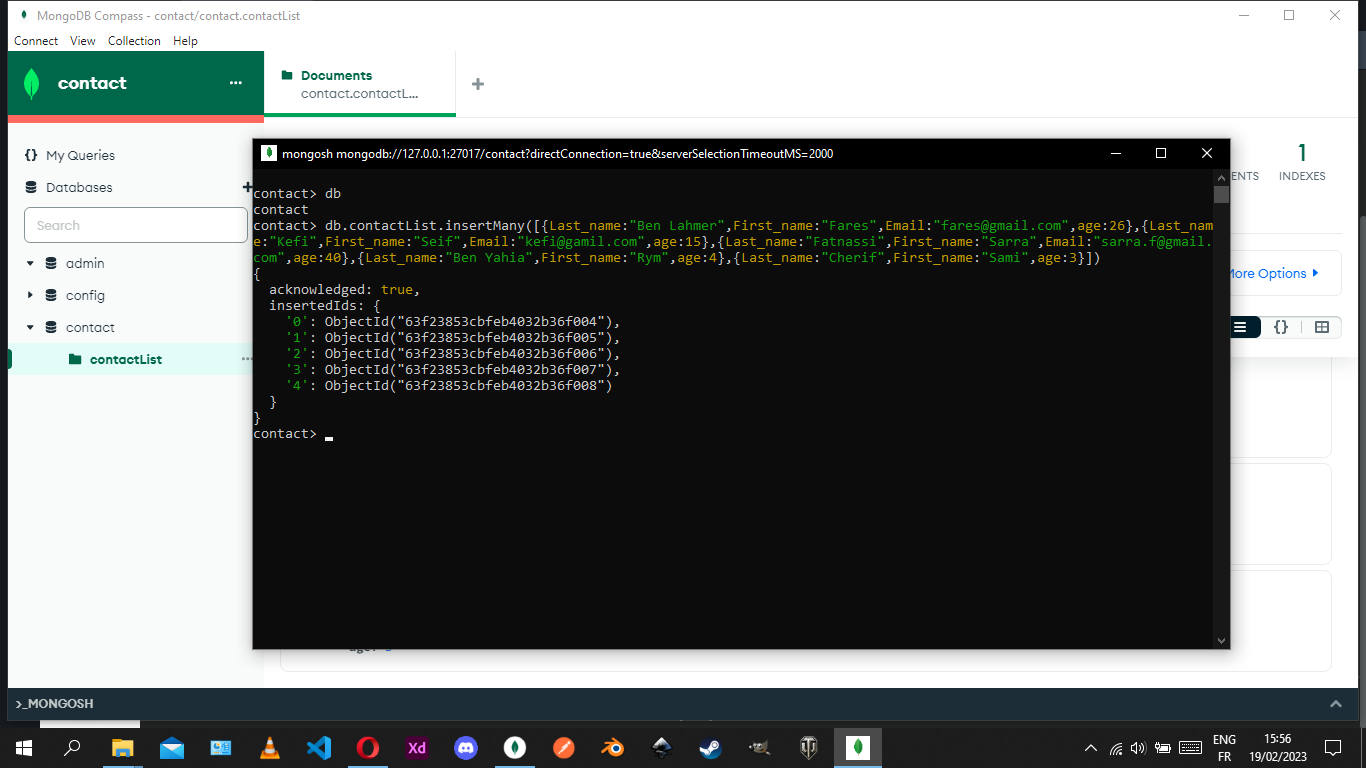 MongoDB Compass - contact/contact.contactList
Connect View Collection Help
contact ...
Documents
contact.contactL...
{} My Queries
Databases
Search
admin
config
contact
contactList
1
ENTS INDEXES
More Options
{}
mongosh mongodb://127.0.0.1:27017/contact?directConnection=true&serverSelectionTimeoutMS=2000
contact> db
contact
contact> db.contactList.insertMany([{Last_name:"Ben Lahmer",First_name:"Fares",Email:"fares@gmail.com",age:26},{Last_nam
e:"Kefi",First_name:"Seif",Email:"kefi@gamil.com",age:15},{Last_name:"Fatnassi",First_name:"Sarra",Email:"sarra.f@gmail.
com",age:40},{Last_name:"Ben Yahia",First_name:"Rym",age:4},{Last_name:"Cherif",First_name:"Sami",age:3}])
{
  acknowledged: true,
  insertedIds: {
    '0': ObjectId("63f23853cbfeb4032b36f004"),
    '1': ObjectId("63f23853cbfeb4032b36f005"),
    '2': ObjectId("63f23853cbfeb4032b36f006"),
    '3': ObjectId("63f23853cbfeb4032b36f007"),
    '4': ObjectId("63f23853cbfeb4032b36f008")
  }
}
contact>
>_MONGOSH
Xd
ENG
FR
15:56
19/02/2023